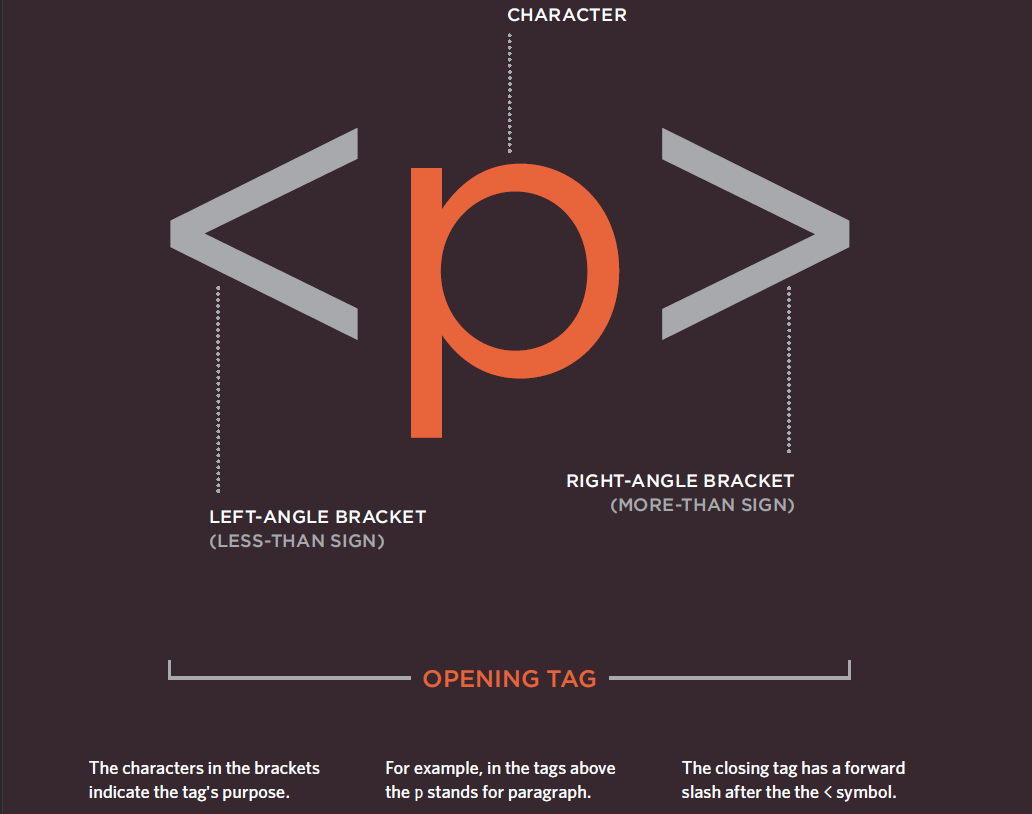 CHARACTER
<p>
LEFT-ANGLE BRACKET
(LESS-THAN SIGN)
RIGHT-ANGLE BRACKET
(MORE-THAN SIGN)
OPENING TAG
The characters in the brackets
indicate the tag's purpose.
For example, in the tags above
the p stands for paragraph.
The closing tag has a forward
slash after the the < symbol.